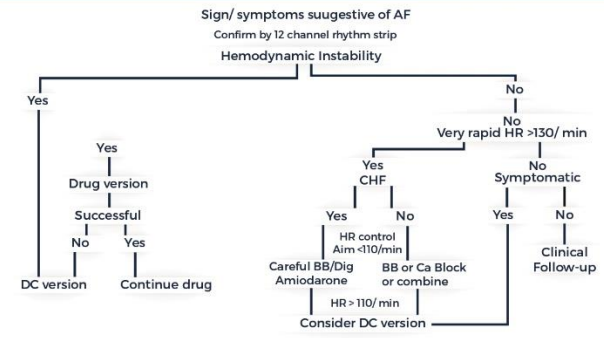 Sign/ symptoms suugestive of AF
Confirm by 12 channel rhythm strip
Hemodynamic Instability
Yes
No
No
Very rapid HR >130/ min
Yes
Drug version
Successful
No
Yes
DC version
Continue drug
Yes
CHF
Yes
No
HR control
Aim <110/min
Careful BB/Dig
Amiodarone
BB or Ca Block
or combine
HR > 110/ min
Consider DC version
No
Symptomatic
Yes
No
Clinical
Follow-up